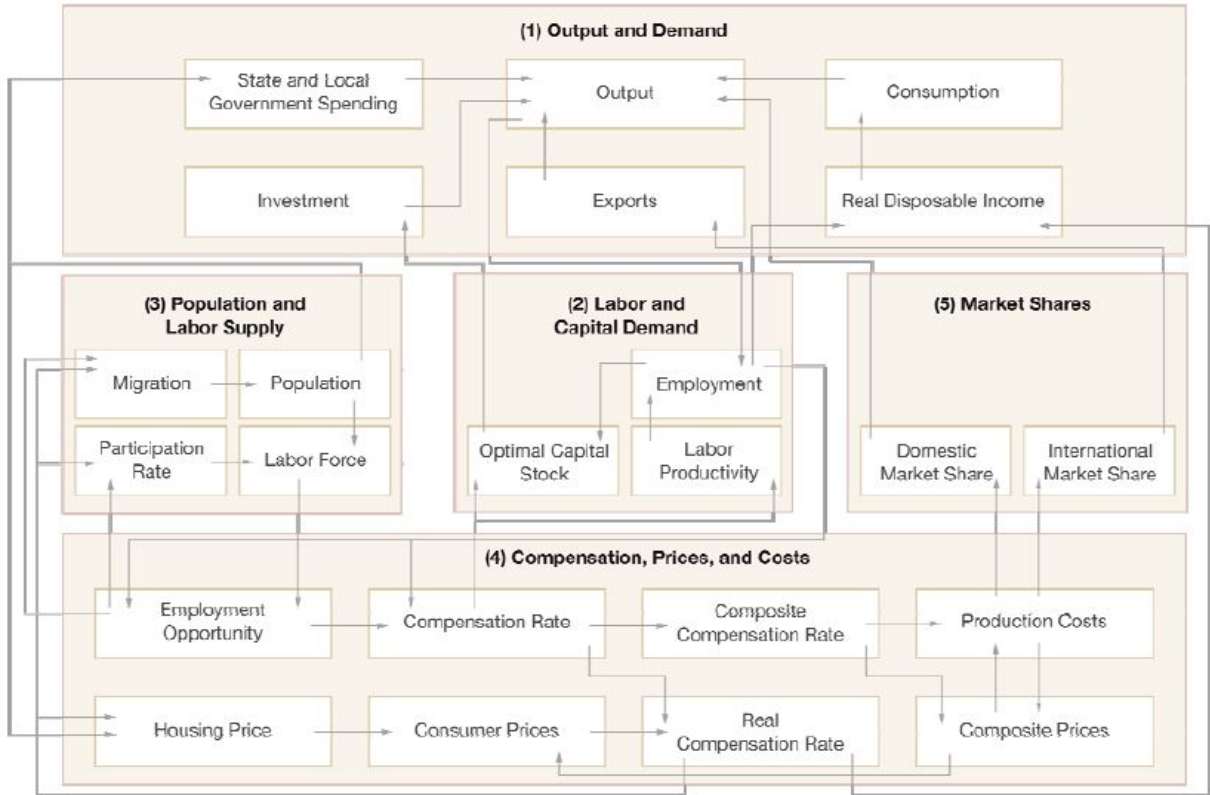 (1) Output and Demand
State and Local
Government Spending
Output
Consumption
Investment
Exports
Real Disposable Income
(3) Population and
Labor Supply
Migration
Population
Participation
Rate
Labor Force
(2) Labor and
Capital Demand
Employment
Optimal Capital
Stock
Labor
Productivity
(5) Market Shares
Domestic
Market Share
International
Market Share
(4) Compensation, Prices, and Costs
Employment
Opportunity
Compensation Rate
Composite
Compensation Rate
Production Costs
Housing Price
Consumer Prices
Real
Compensation Rate
Composite Prices